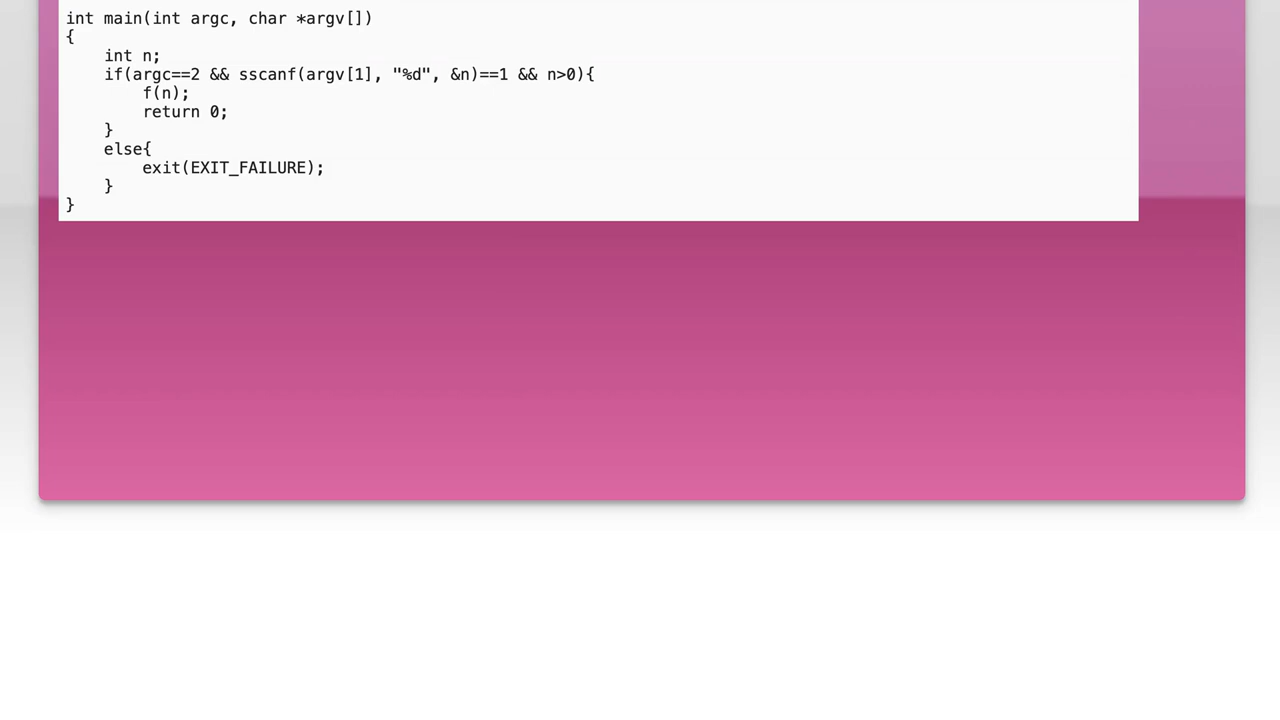 int main(int argc, char *argv[])
{
    int n;
    if(argc==2 && sscanf(argv[1], "%d", &n)==1 && n>0){
        f(n);
        return 0;
    }
    else{
        exit(EXIT_FAILURE);
    }
}